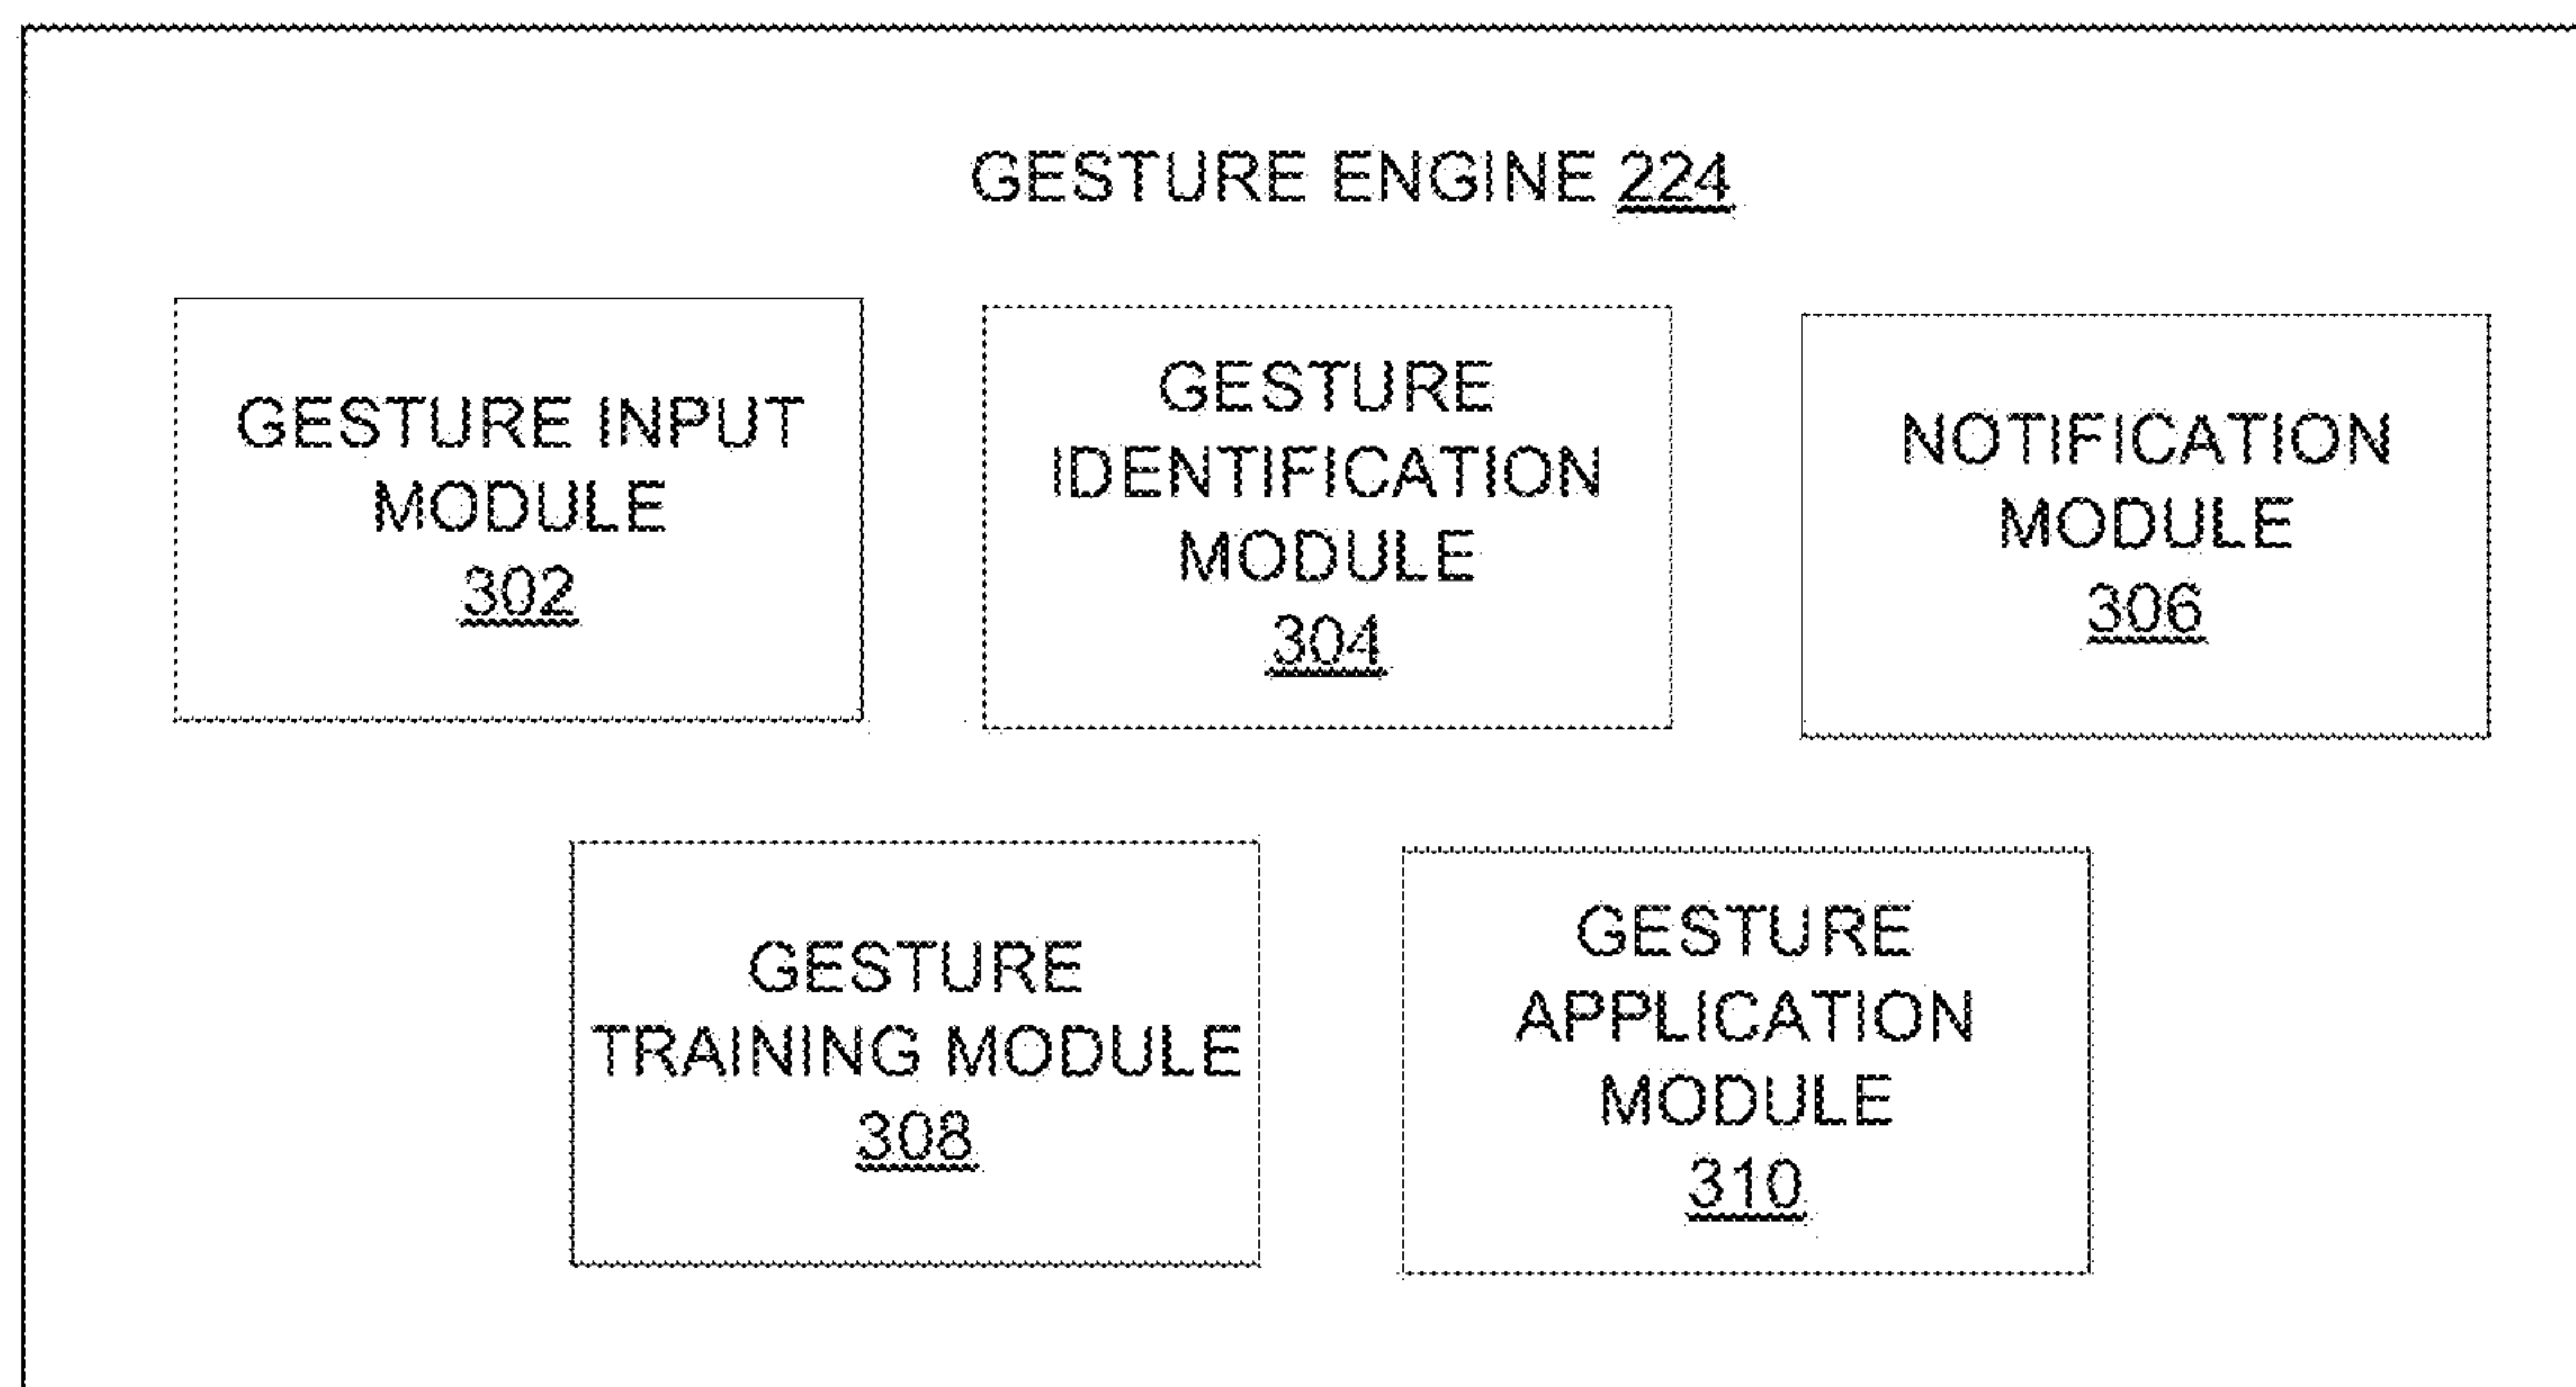 GESTURE ENGINE 224
GESTURE INPUT
MODULE
302
GESTURE
IDENTIFICATION
MODULE
304
NOTIFICATION
MODULE
306
GESTURE
TRAINING MODULE
308
GESTURE
APPLICATION
MODULE
310